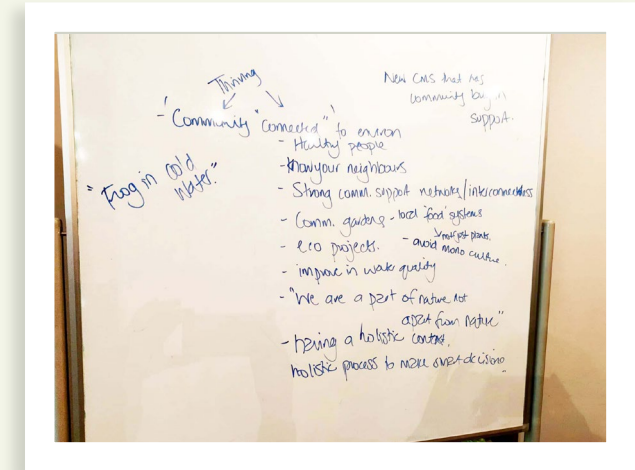 Thriving
New CMS that has
community buy in
support.
- Community "connected" to environ
- Healthy people
- Know your neighbours
"Frog in cold
water."
- Strong comm. support networks/interconnectedness
- Comm. gardens - local 'food' systems
not just plants.
- eco projects. - avoid mono culture.
- improve in water quality
- "We are a part of nature not
apart from nature"
- having a holistic context.
holistic process to make smart decisions